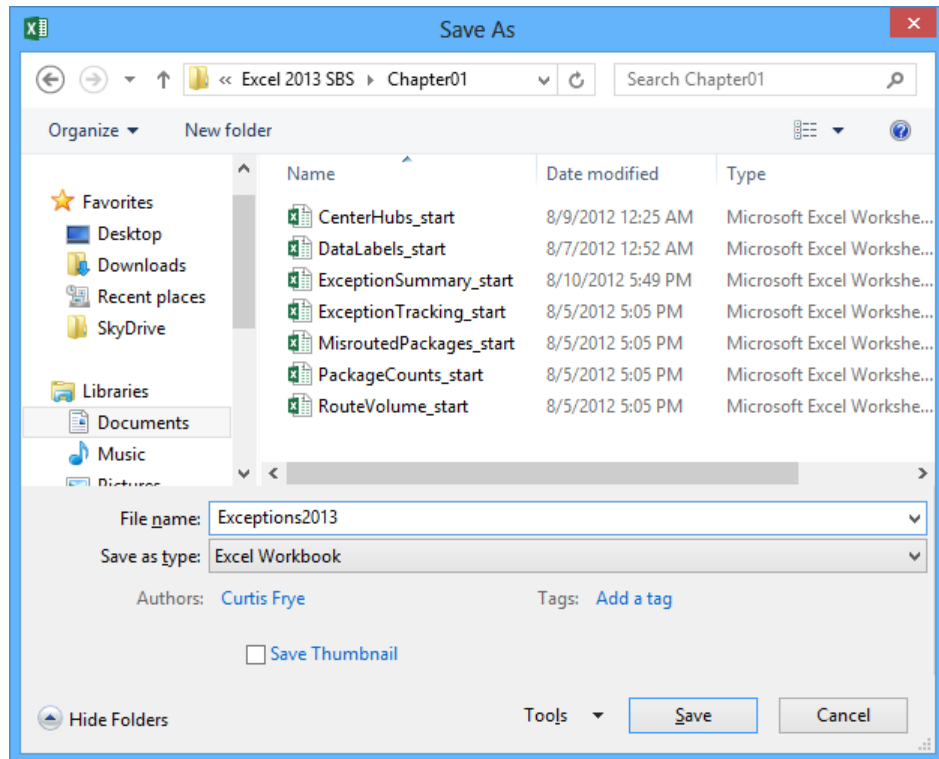 Save As
« Excel 2013 SBS Chapter01 Search Chapter01
Organize New folder
Name Date modified Type
Favorites
Desktop
Downloads
Recent places
SkyDrive
Libraries
Documents
Music
Pictures
CenterHubs_start 8/9/2012 12:25 AM Microsoft Excel Workshe...
DataLabels_start 8/7/2012 12:52 AM Microsoft Excel Workshe...
ExceptionSummary_start 8/10/2012 5:49 PM Microsoft Excel Workshe...
ExceptionTracking_start 8/5/2012 5:05 PM Microsoft Excel Workshe...
MisroutedPackages_start 8/5/2012 5:05 PM Microsoft Excel Workshe...
PackageCounts_start 8/5/2012 5:05 PM Microsoft Excel Workshe...
RouteVolume_start 8/5/2012 5:05 PM Microsoft Excel Workshe...
File name: Exceptions2013
Save as type: Excel Workbook
Authors: Curtis Frye Tags: Add a tag
Save Thumbnail
Hide Folders Tools Save Cancel